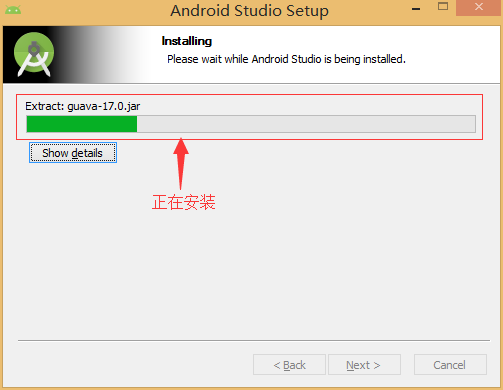 Android Studio Setup
Installing
Please wait while Android Studio is being installed.
Extract: guava-17.0.jar
Show details
正在安装
< Back
Next >
Cancel